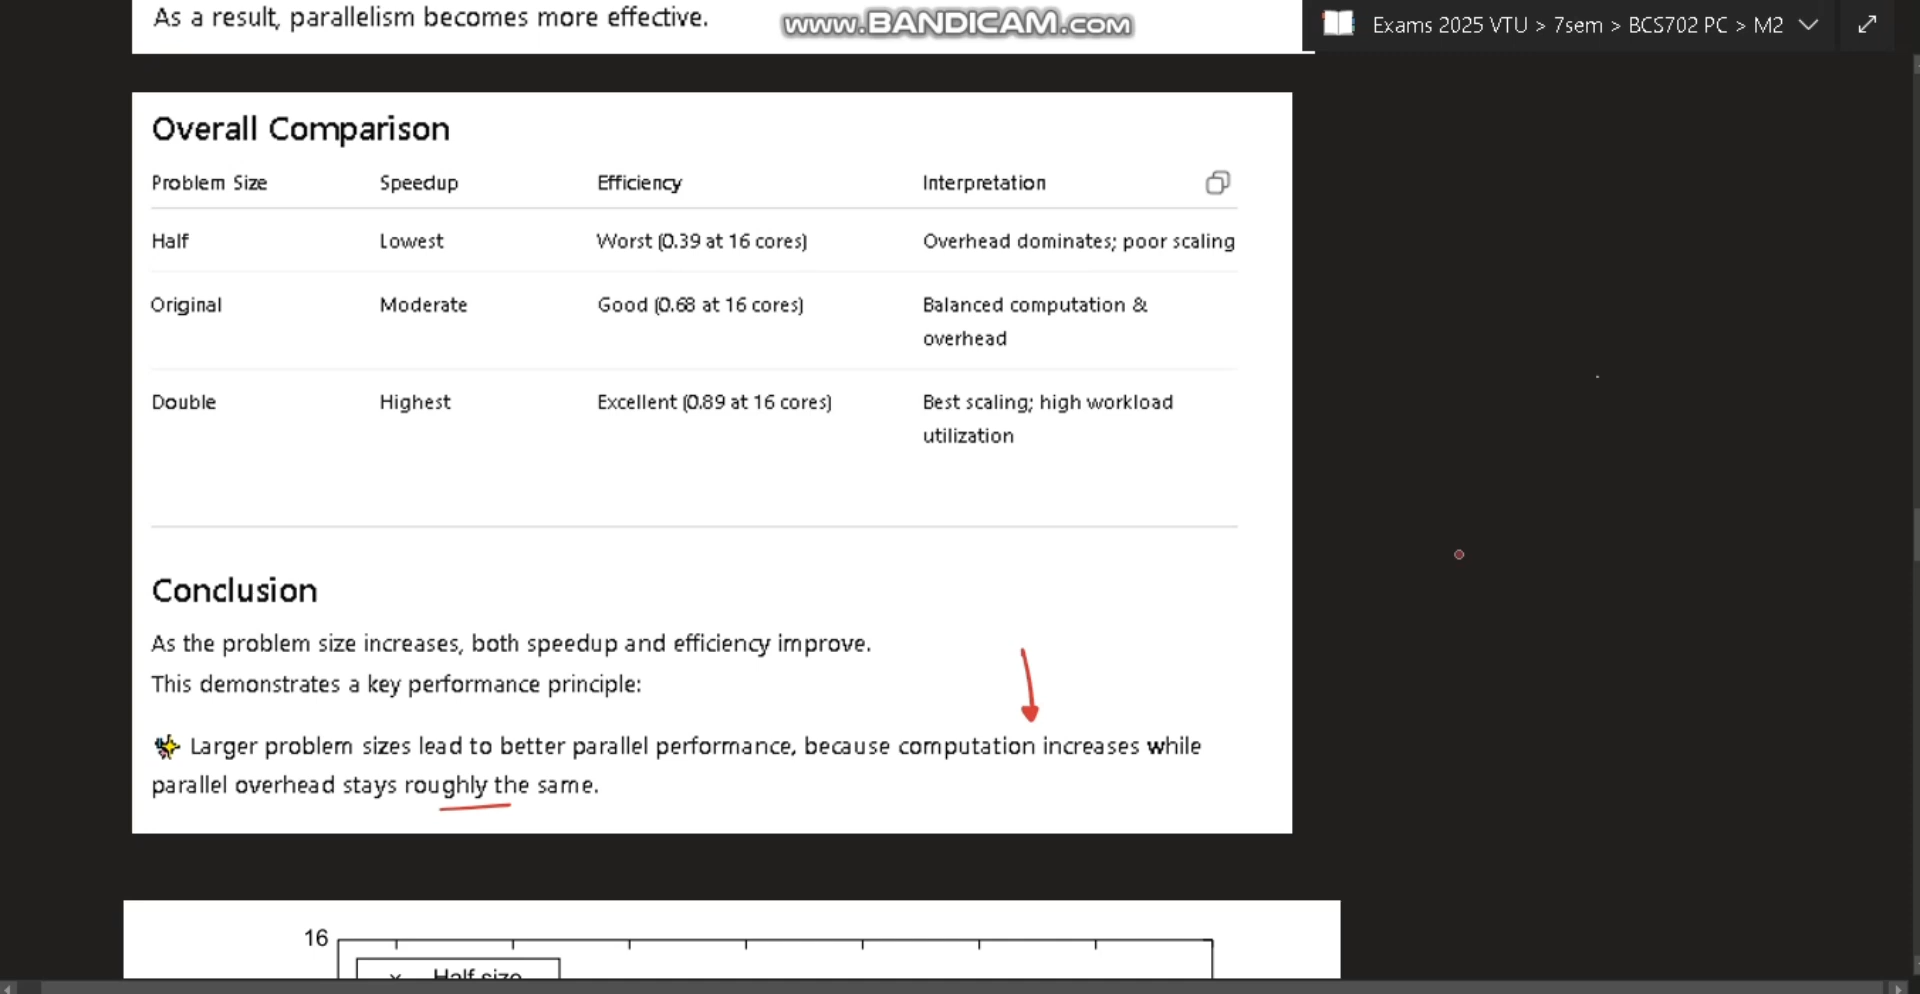 As a result, parallelism becomes more effective.
www.BANDICAM.com
Exams 2025 VTU > 7sem > BCS702 PC > M2
Overall Comparison
Problem Size Speedup Efficiency Interpretation
Half Lowest Worst (0.39 at 16 cores) Overhead dominates; poor scaling
Original Moderate Good (0.68 at 16 cores) Balanced computation &
overhead
Double Highest Excellent (0.89 at 16 cores) Best scaling; high workload
utilization
Conclusion
As the problem size increases, both speedup and efficiency improve.
This demonstrates a key performance principle:
Larger problem sizes lead to better parallel performance, because computation increases while
parallel overhead stays roughly the same.
16
Half size